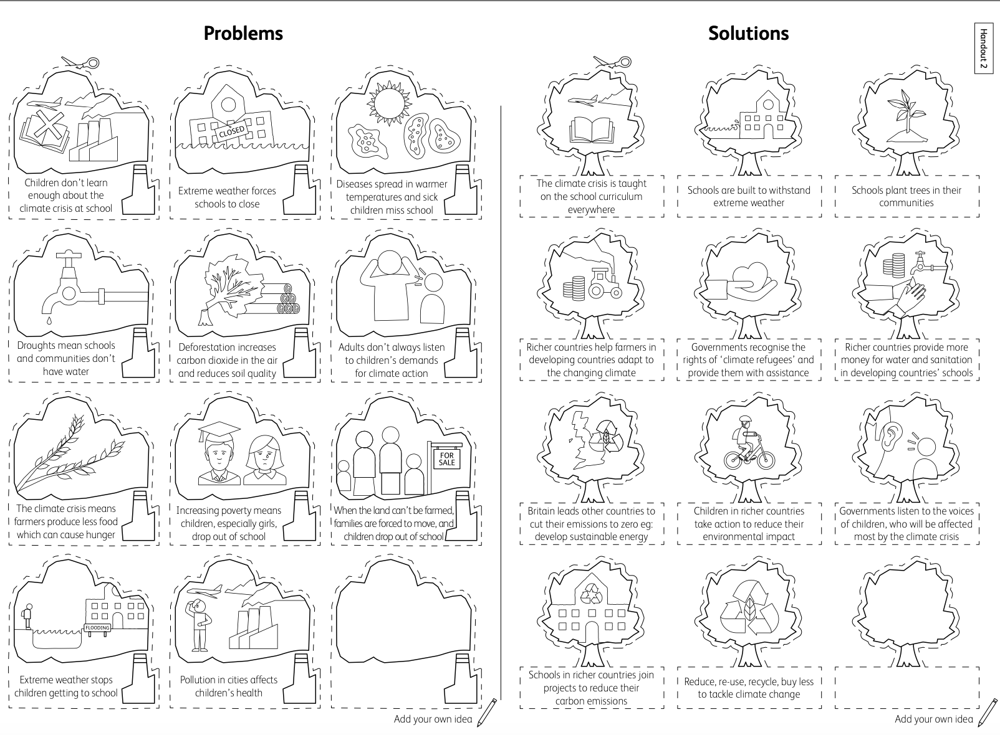 Problems
CLOSED
Children don't learn
enough about the
climate crisis at school
Extreme weather forces
schools to close
Diseases spread in warmer
temperatures and sick
children miss school
Droughts mean schools
and communities don't
have water
Deforestation increases
carbon dioxide in the air
and reduces soil quality
Adults don't always listen
to children's demands
for climate action
FOR
SALE
The climate crisis means
farmers produce less food
which can cause hunger
Increasing poverty means
children, especially girls,
drop out of school
When the land can't be farmed,
families are forced to move, and
children drop out of school
FLOODING
Extreme weather stops
children getting to school
Pollution in cities affects
children's health
Add your own idea
Solutions
Handout 2
The climate crisis is taught
on the school curriculum
everywhere
Schools are built to withstand
extreme weather
Schools plant trees in their
communities
Richer countries help farmers in
developing countries adapt to
the changing climate
Governments recognise the
rights of 'climate refugees' and
provide them with assistance
Richer countries provide more
money for water and sanitation
in developing countries' schools
Britain leads other countries to
cut their emissions to zero eg:
develop sustainable energy
Children in richer countries
take action to reduce their
environmental impact
Governments listen to the voices
of children, who will be affected
most by the climate crisis
Schools in richer countries join
projects to reduce their
carbon emissions
Reduce, re-use, recycle, buy less
to tackle climate change
Add your own idea